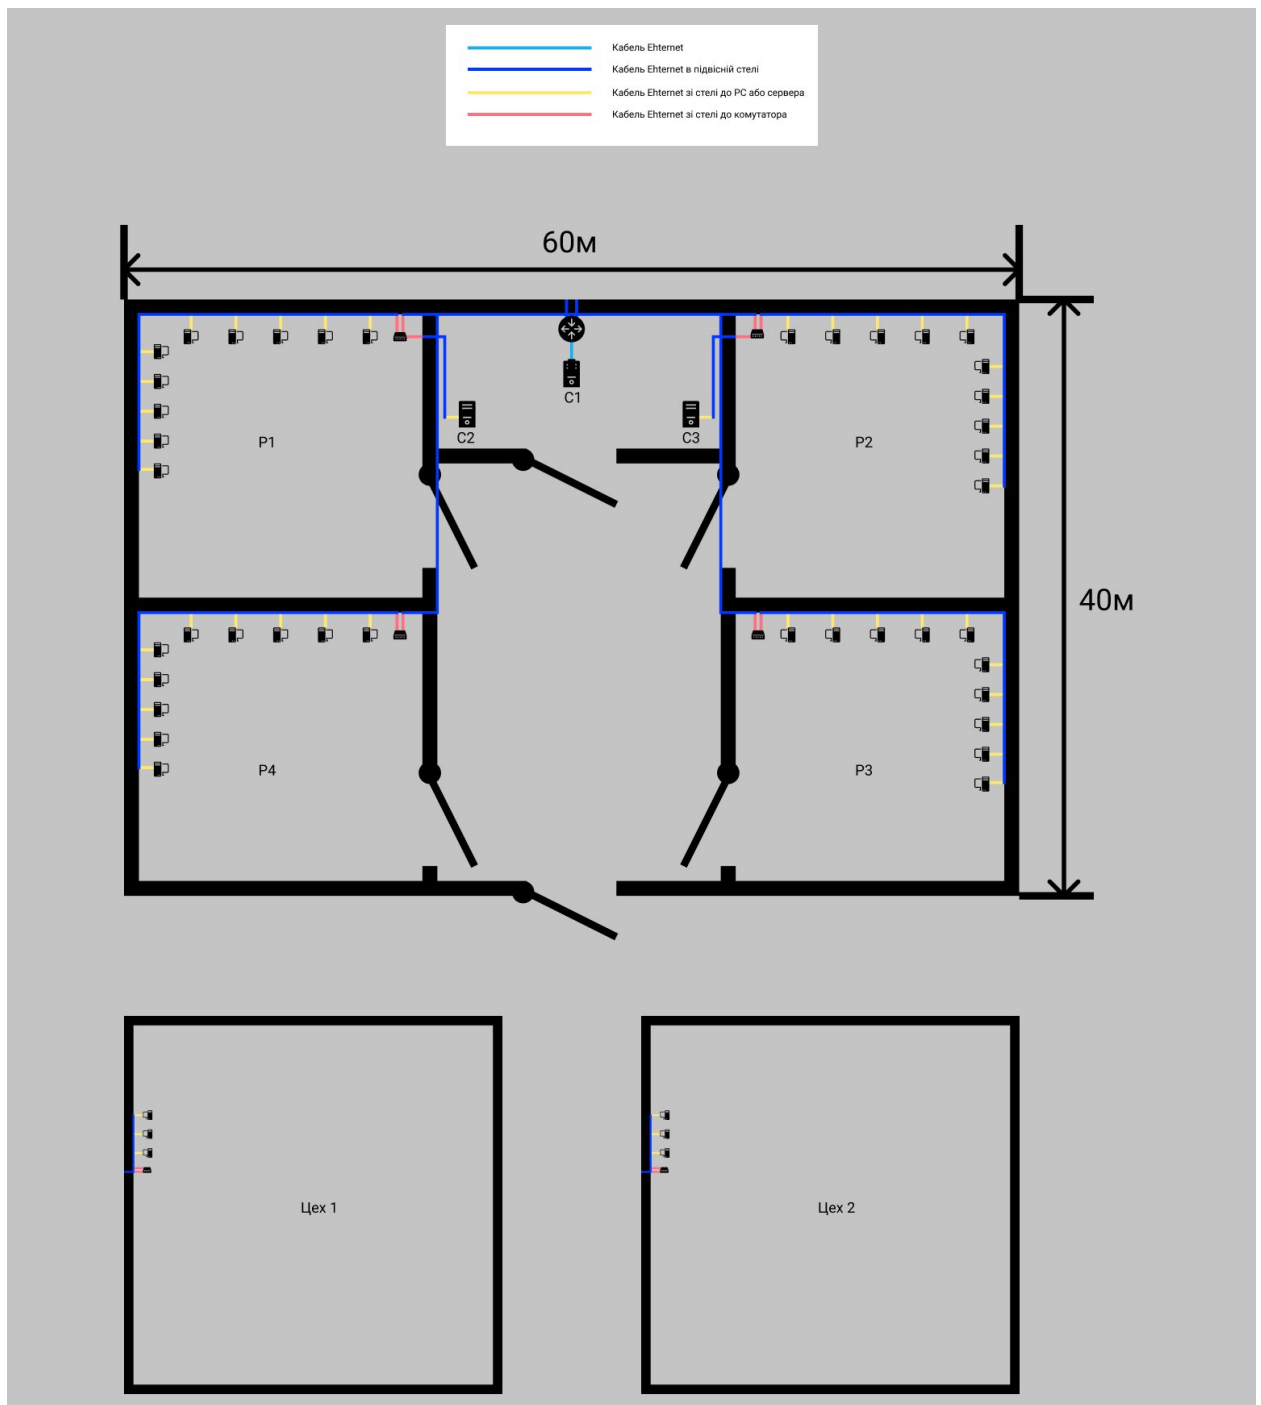 Кабель Ehternet
Кабель Ehternet в підвісній стелі
Кабель Ehternet зі стелі до PC або сервера
Кабель Ehternet зі стелі до комутатора
60м
40м
C1
C2
C3
P1
P2
P4
P3
Цех 1
Цех 2